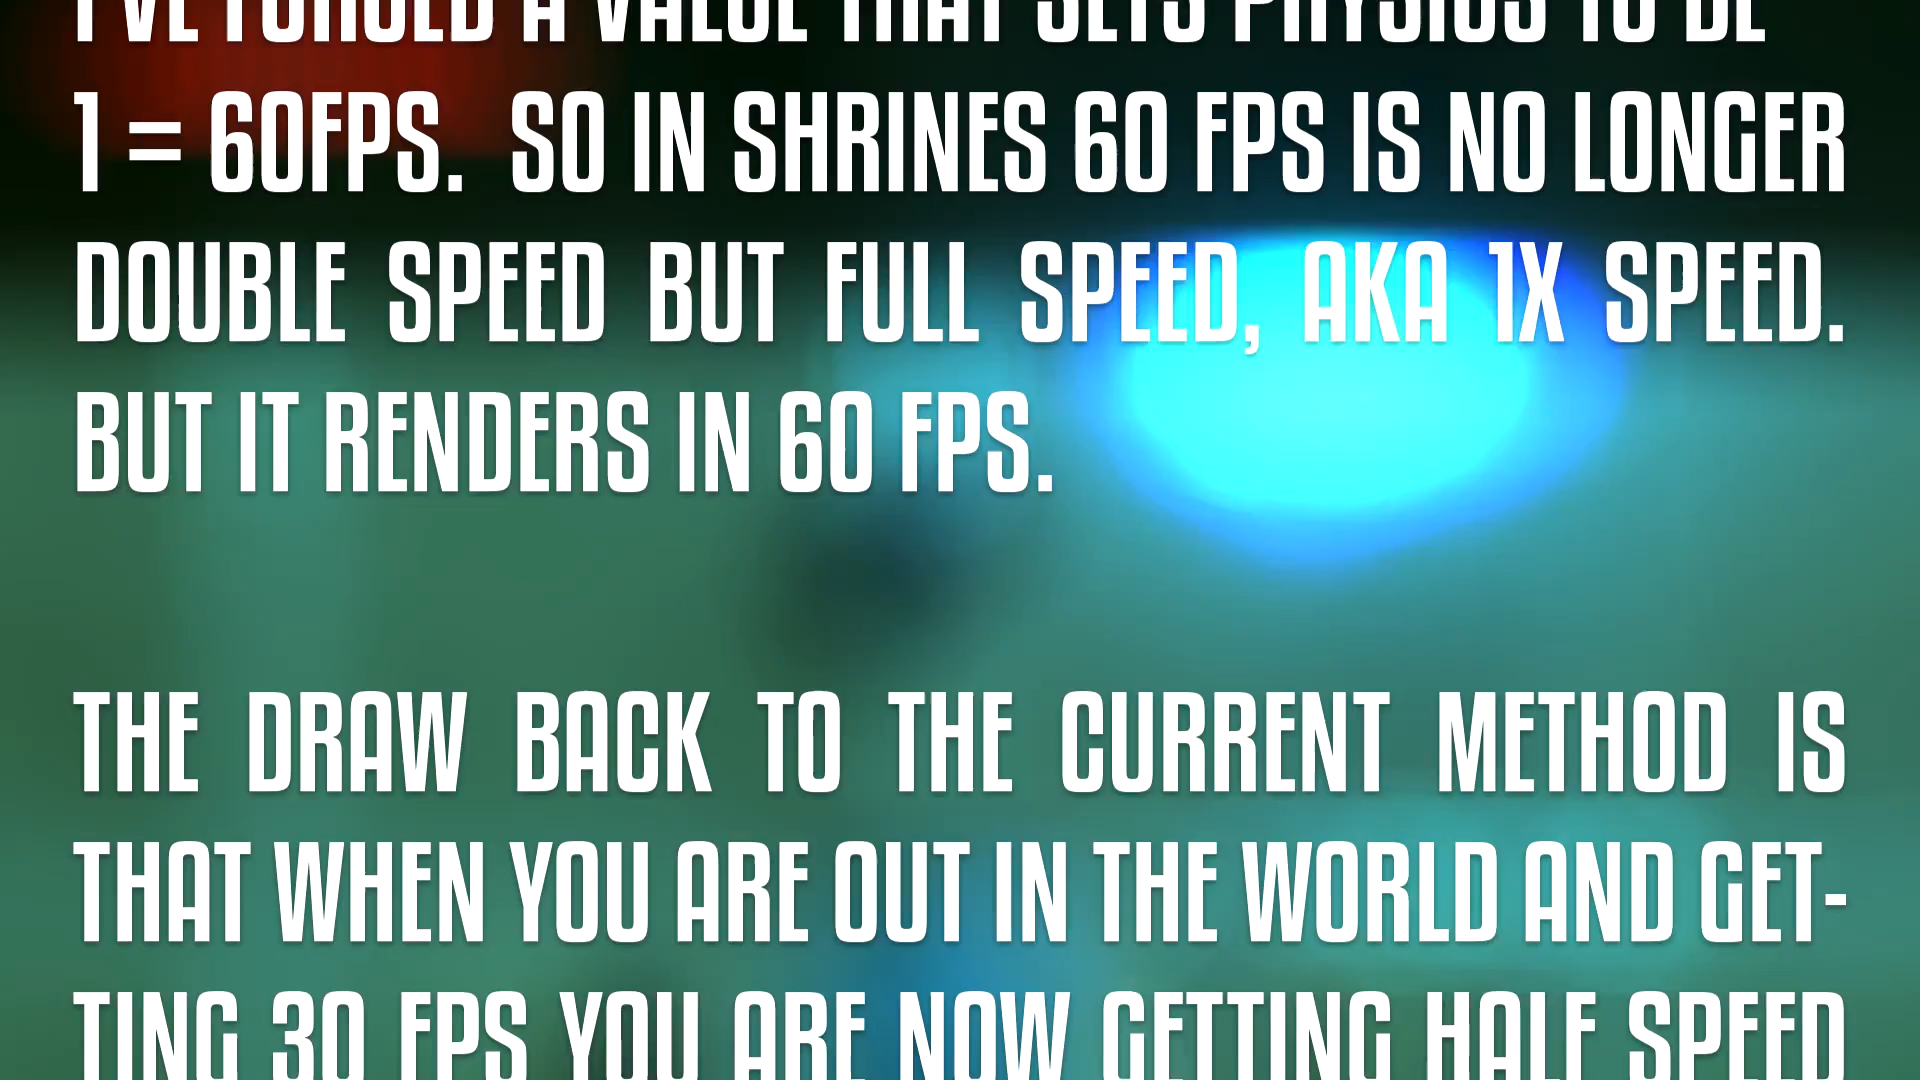 I'VE FORCED A VALUE THAT SETS PHYSICS TO BE
1 = 60FPS. SO IN SHRINES 60 FPS IS NO LONGER
DOUBLE SPEED BUT FULL SPEED, AKA 1X SPEED.
BUT IT RENDERS IN 60 FPS.
THE DRAW BACK TO THE CURRENT METHOD IS
THAT WHEN YOU ARE OUT IN THE WORLD AND GET-
TING 30 FPS YOU ARE NOW GETTING HALF SPEED